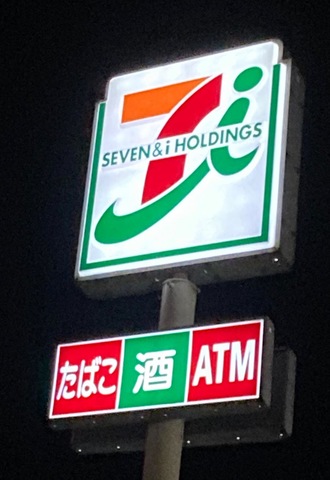 7i
SEVEN&i HOLDINGS
たばこ 酒 ATM